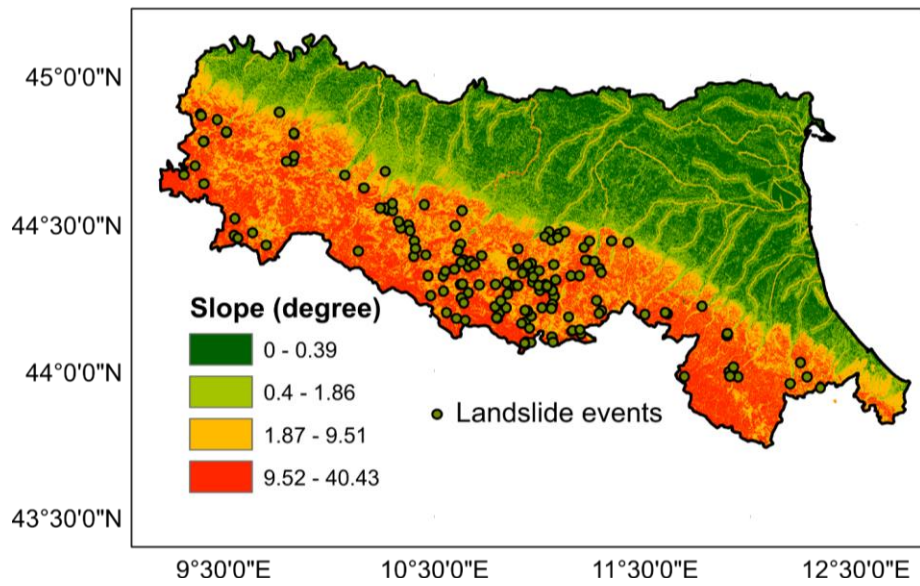 45°0'0"N
44°30'0"N
44°0'0"N
43°30'0"N
Slope (degree)
0 - 0.39
0.4 - 1.86
1.87 - 9.51
9.52 - 40.43
Landslide events
9°30'0"E
10°30'0"E
11°30'0"E
12°30'0"E